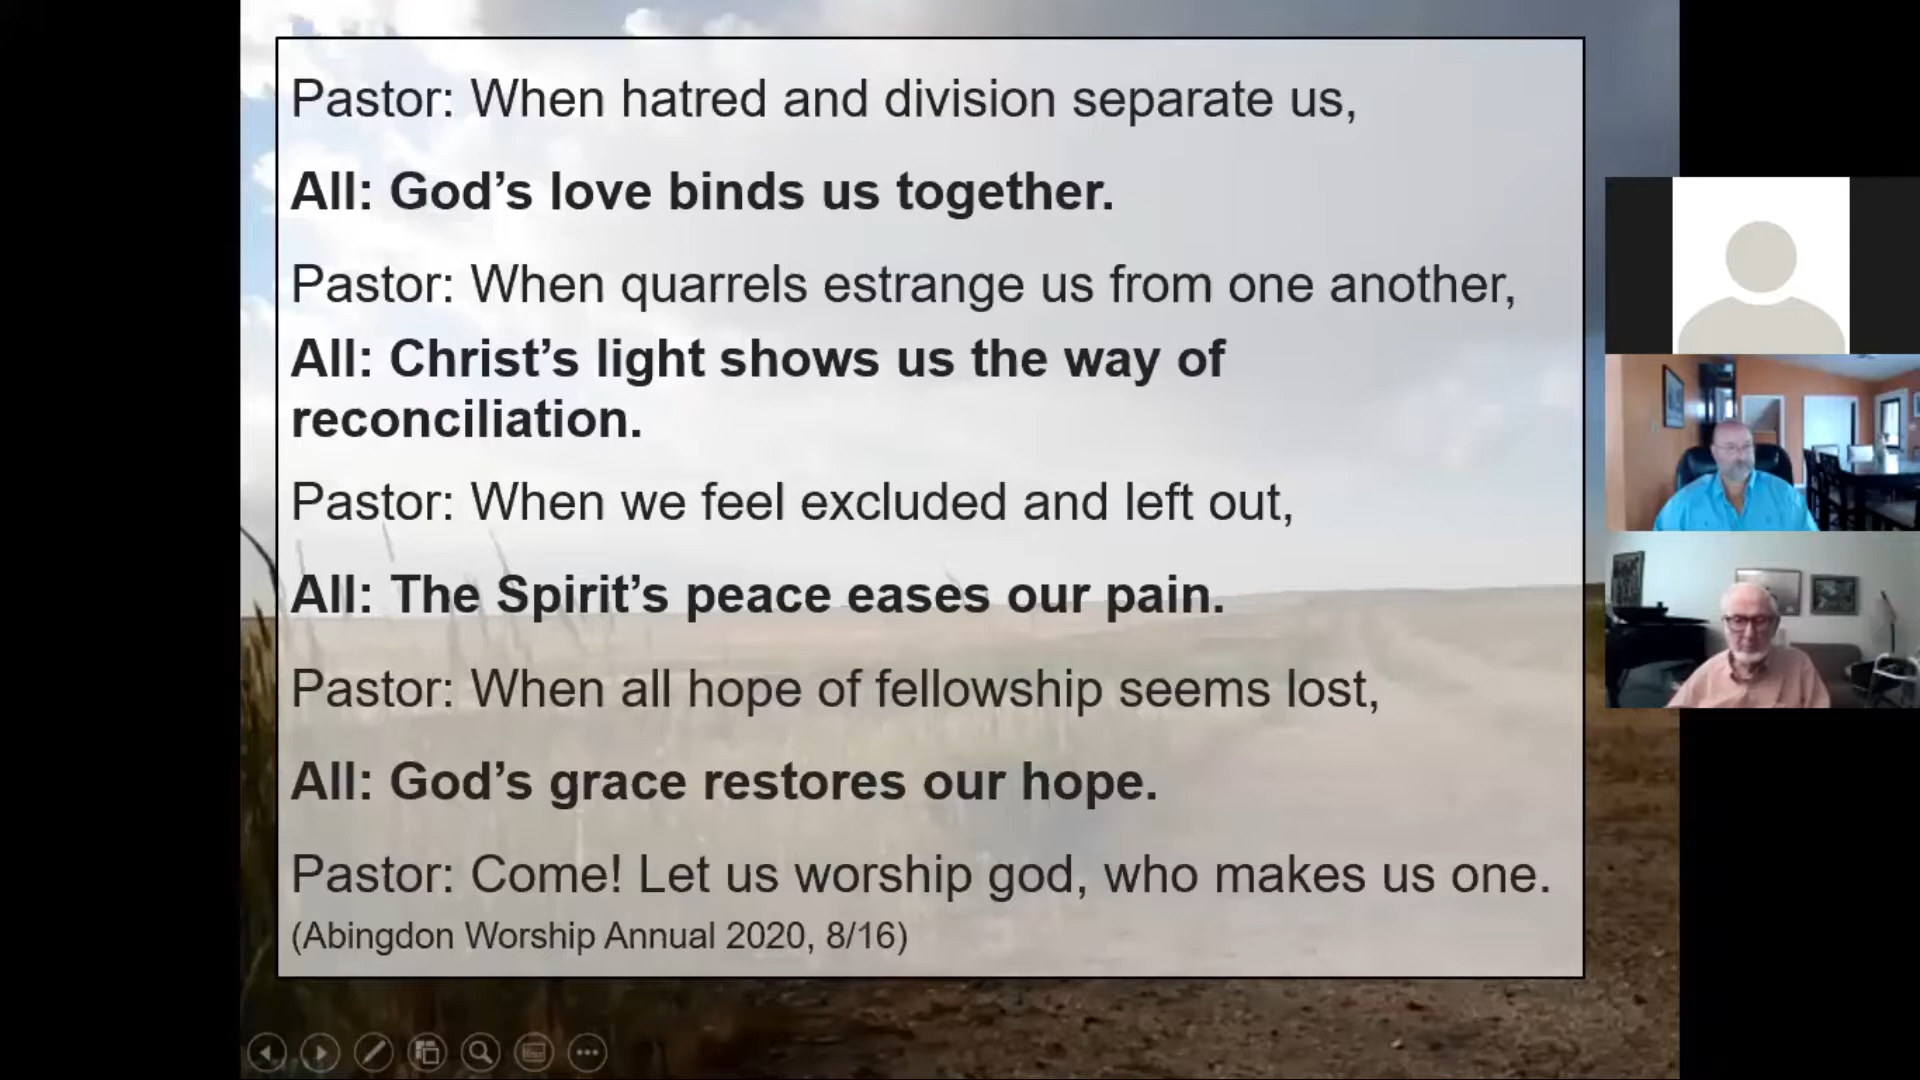 Pastor: When hatred and division separate us,
All: God’s love binds us together.
Pastor: When quarrels estrange us from one another,
All: Christ’s light shows us the way of
reconciliation.
Pastor: When we feel excluded and left out,
All: The Spirit’s peace eases our pain.
Pastor: When all hope of fellowship seems lost,
All: God’s grace restores our hope.
Pastor: Come! Let us worship god, who makes us one.
(Abingdon Worship Annual 2020, 8/16)